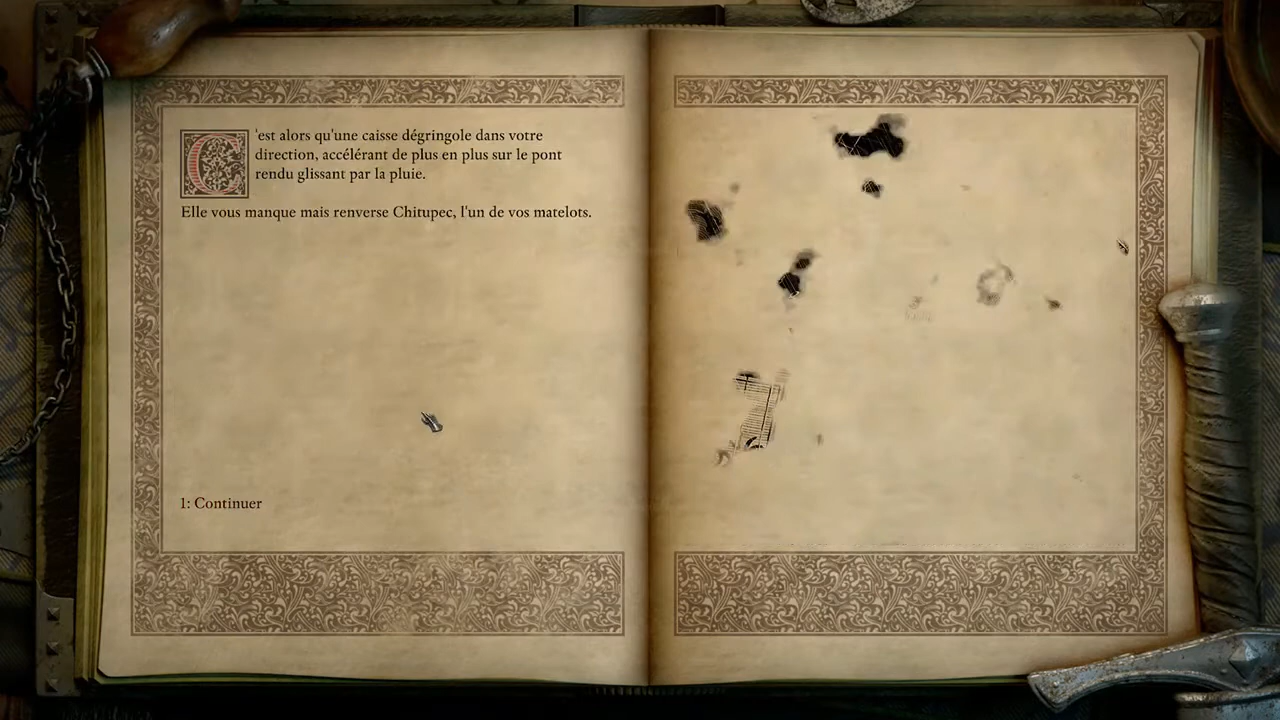 C'est alors qu'une caisse dégringole dans votre
direction, accélérant de plus en plus sur le pont
rendu glissant par la pluie.
Elle vous manque mais renverse Chitupec, l'un de vos matelots.
1: Continuer